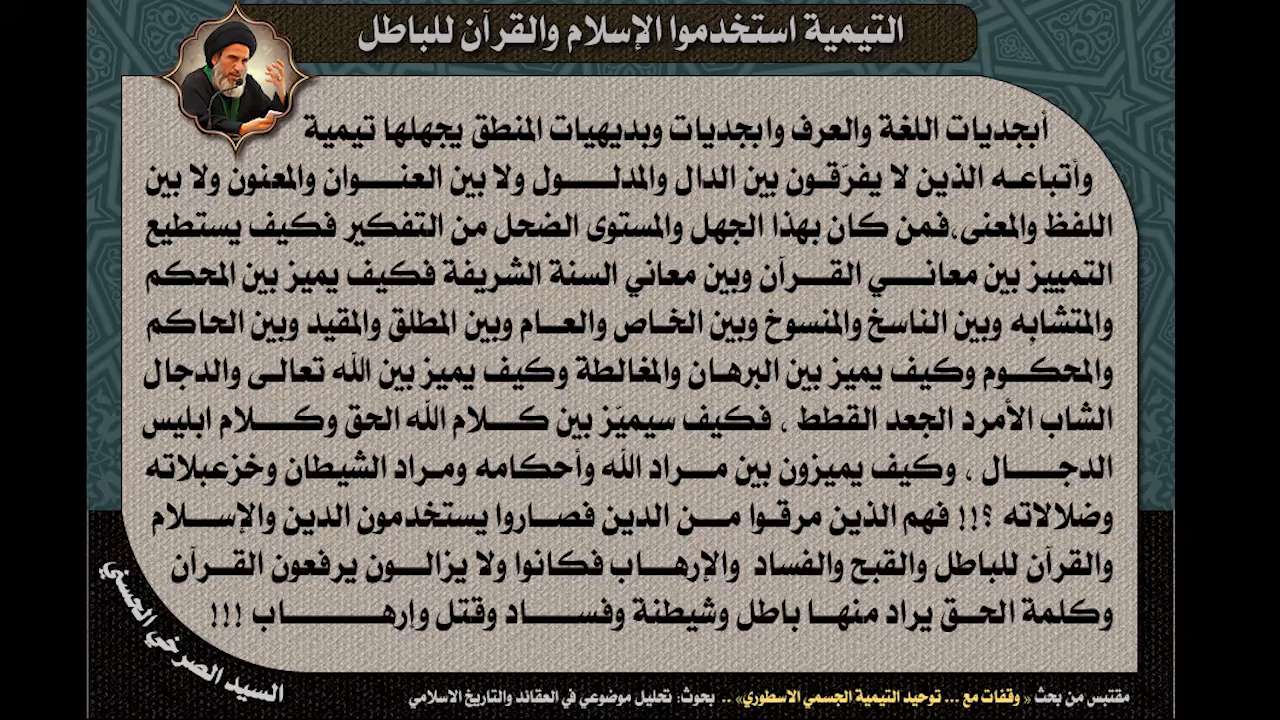 التيمية استخدموا الإسلام والقرآن للباطل
أبجديات اللغة والعرف وابجديات وبديهيات المنطق يجهلها تيمية
وأتباعه الذين لا يفرّقون بين الدال والمدلول ولا بين العنوان والمعنون ولا بين
اللفظ والمعنى،فمن كان بهذا الجهل والمستوى الضحل من التفكير فكيف يستطيع
التمييز بين معاني القرآن وبين معاني السنة الشريفة فكيف يميز بين المحكم
والمتشابه وبين الناسخ والمنسوخ وبين الخاص والعام وبين المطلق والمقيد وبين الحاكم
والمحكوم وكيف يميز بين البرهان والمغالطة وكيف يميز بين الله تعالى والدجال
الشاب الأمرد الجعد القطط ، فكيف سيميّز بين كلام الله الحق وكلام ابليس
الدجال ، وكيف يميزون بين مراد الله وأحكامه ومراد الشيطان وخزعبلاته
وضلالاته ؟!! فهم الذين مرقوا من الدين فصاروا يستخدمون الدين والإسلام
والقرآن للباطل والقبح والفساد والإرهاب فكانوا ولا يزالون يرفعون القرآن
وكلمة الحق يراد منها باطل وشيطنة وفساد وقتل وإرهاب !!!
السيد الصرخي الحسني
مقتبس من بحث « وقفات مع ... توحيد التيمية الجسمي الاسطوري» .. بحوث: تحليل موضوعي في العقائد والتاريخ الاسلامي